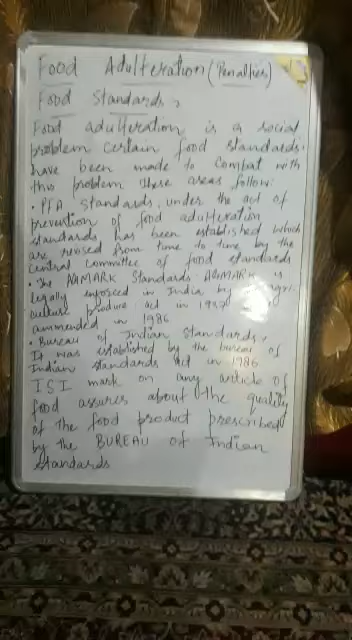 Food Adulteration (Penalties)
Food Standards,
Food adulteration is a social
problem certain food standards
have been made to combat with
this problem These areas follow:
• PFA standards, under the act of
prevention of food adulteration
standards has been established which
are revised from time to time by the
central committee of food standards
• The AGMARK Standards. AGMARK is
legally enforced in India by Agri-
culture produce act in 1937
ammended in 1986
• Bureau of Indian Standards,
It was established by the bureau of
Indian standards act in 1986
ISI mark on any article of
food assures about the quality
of the food product prescribed
by the BUREAU of Indian
Standards